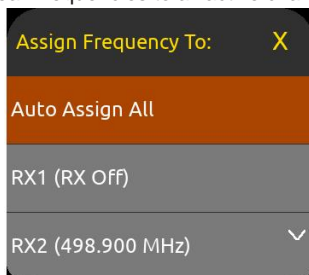 Assign Frequency To: X
Auto Assign All
RX1 (RX Off)
RX2 (498.900 MHz)